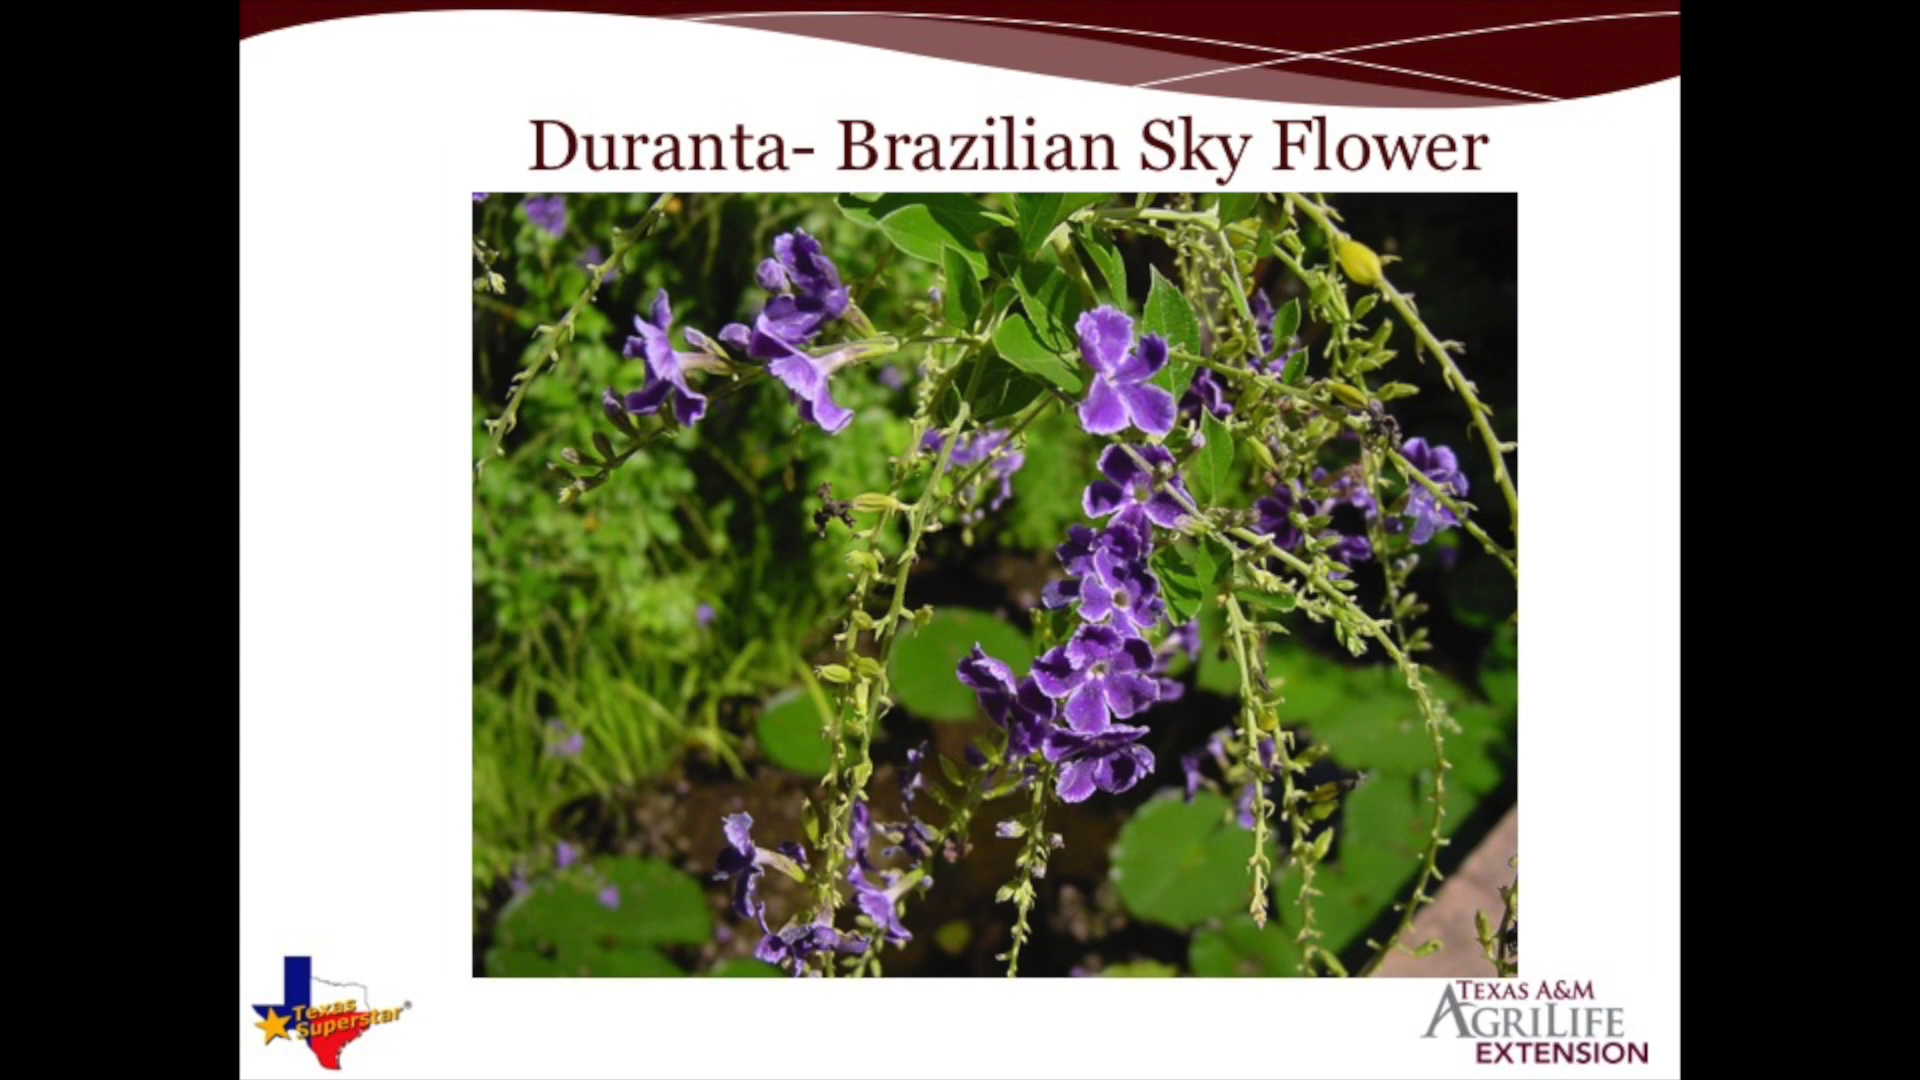 Duranta- Brazilian Sky Flower
Texas
Superstar®
TEXAS A&M
AGRILIFE
EXTENSION